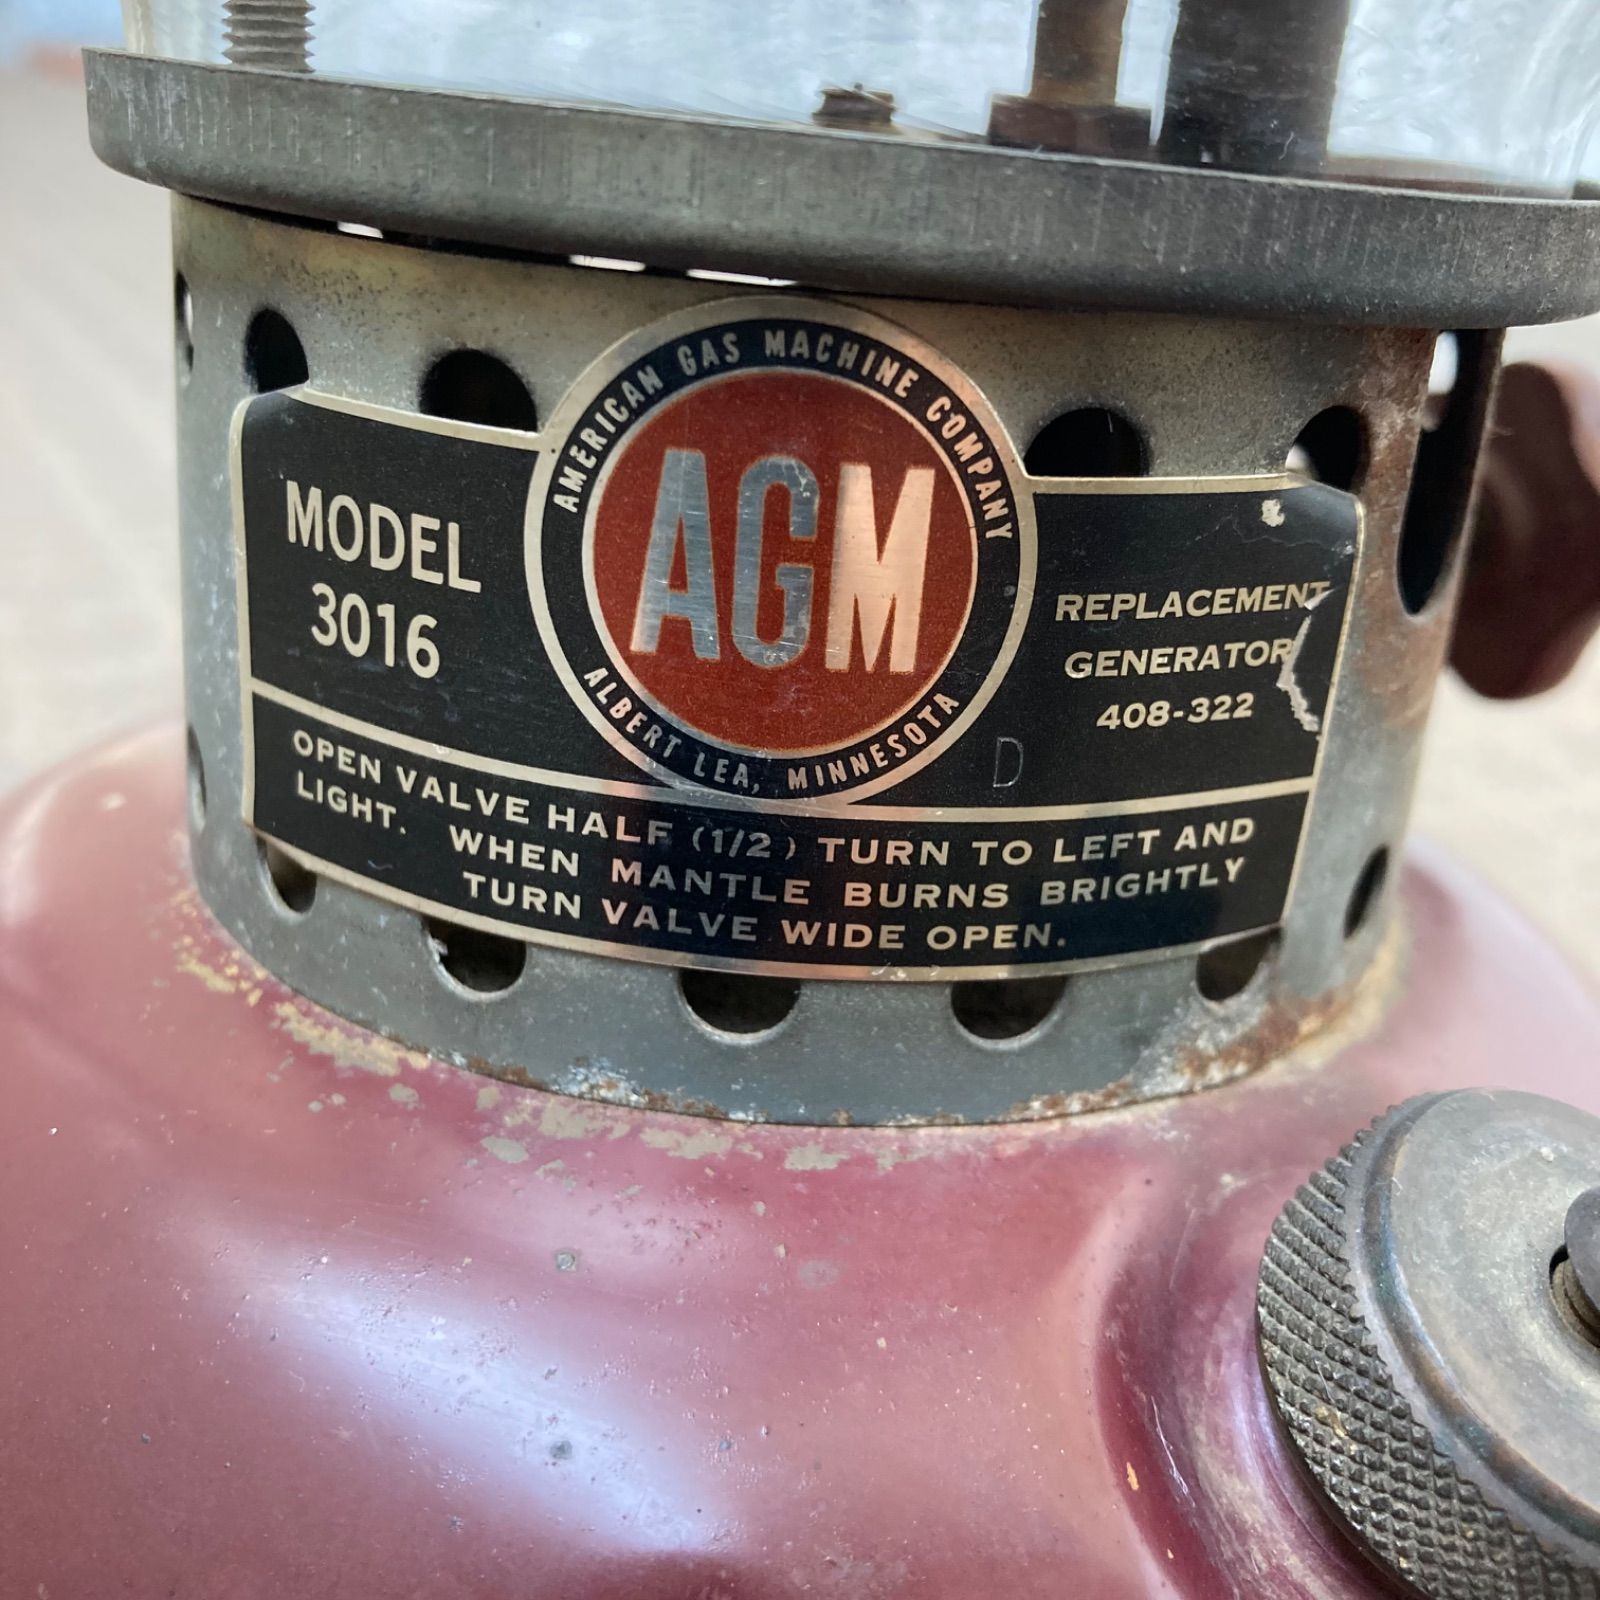 AMERICAN GAS MACHINE COMPANY
AGM
ALBERT LEA, MINNESOTA
MODEL
3016
REPLACEMENT
GENERATOR
408-322
D
OPEN VALVE HALF (1/2) TURN TO LEFT AND
LIGHT. WHEN MANTLE BURNS BRIGHTLY
TURN VALVE WIDE OPEN.